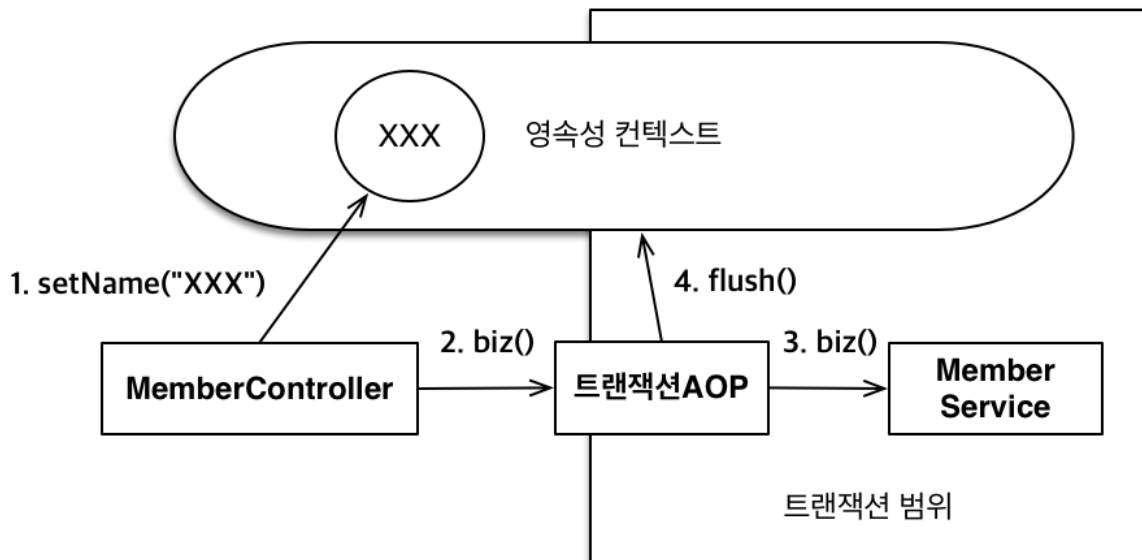 XXX
영속성 컨텍스트
1. setName("XXX")
4. flush()
2. biz()
3. biz()
MemberController
트랜잭션AOP
Member
Service
트랜잭션 범위